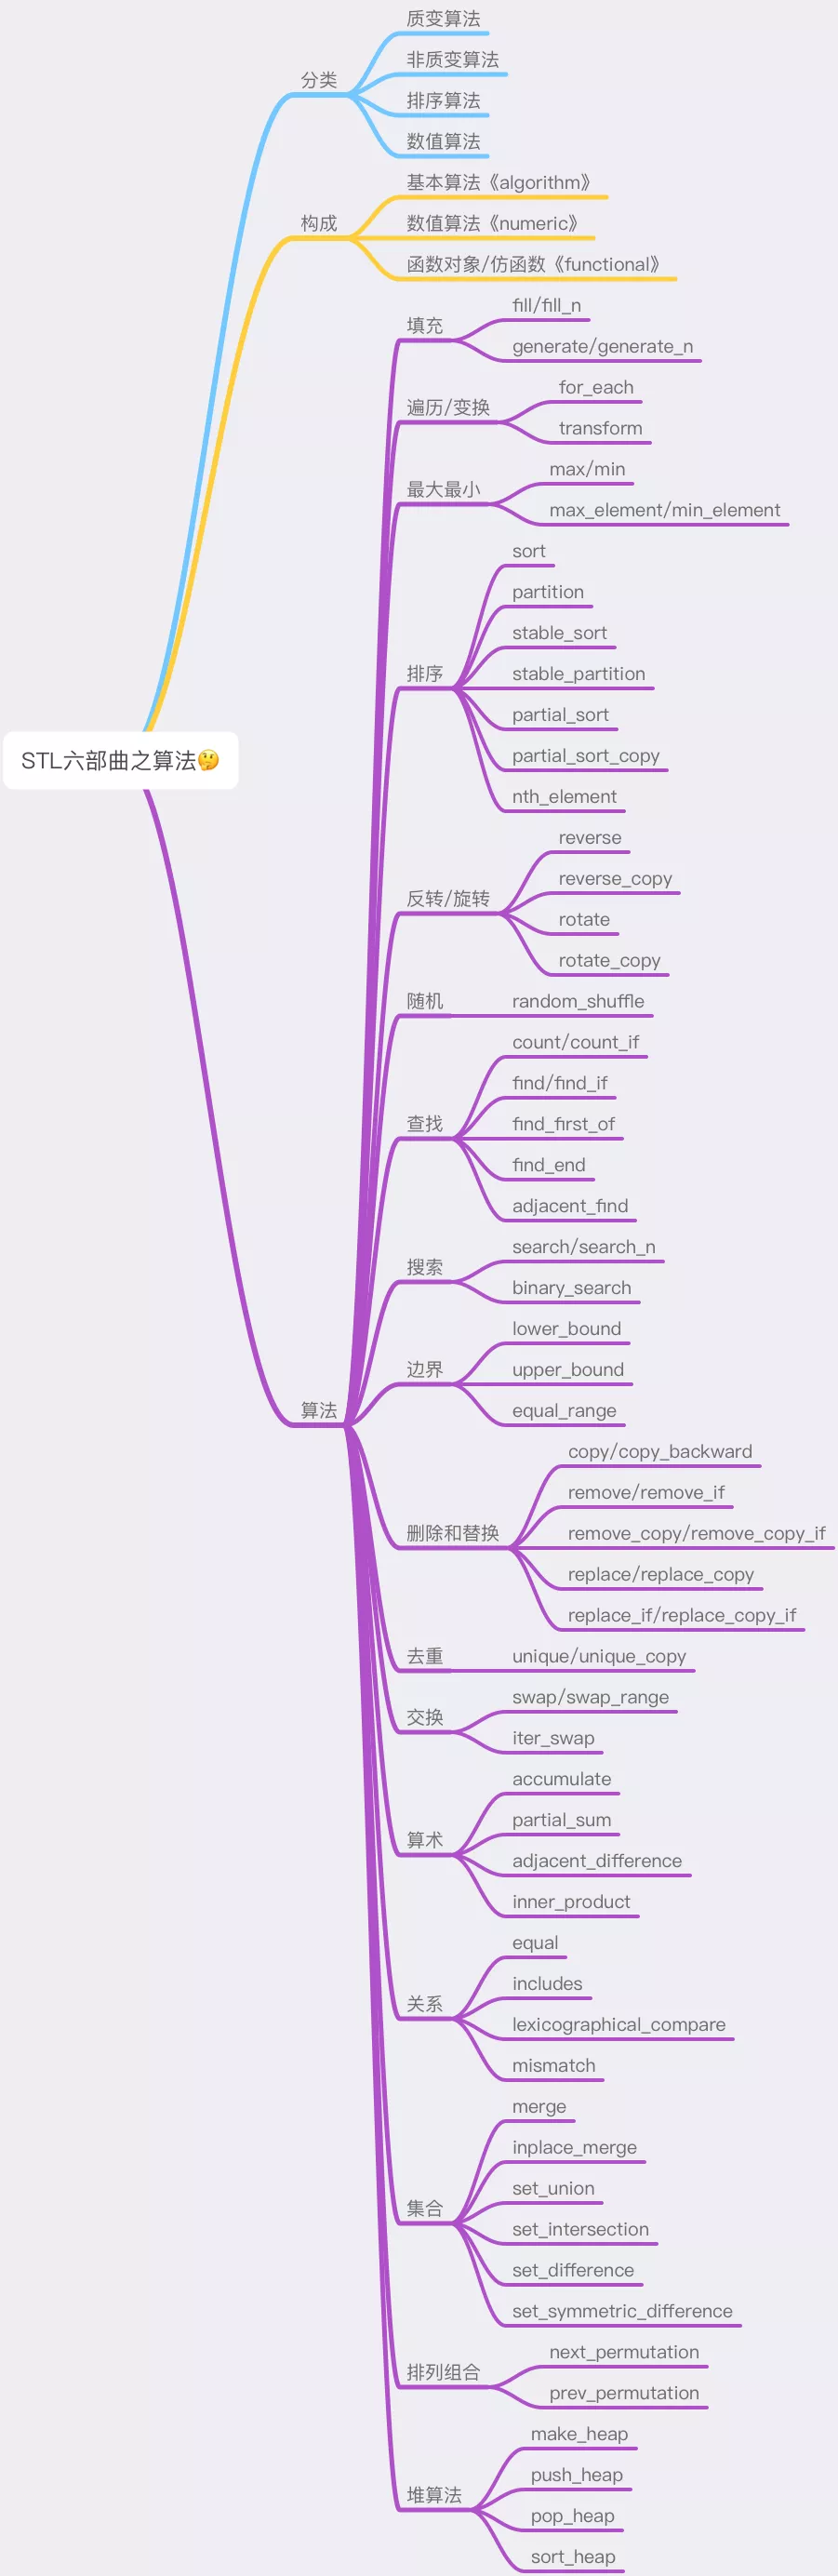 STL六部曲之算法🤔
分类
质变算法
非质变算法
排序算法
数值算法
构成
基本算法《algorithm》
数值算法《numeric》
函数对象/仿函数《functional》
算法
填充
fill/fill_n
generate/generate_n
遍历/变换
for_each
transform
最大最小
max/min
max_element/min_element
排序
sort
partition
stable_sort
stable_partition
partial_sort
partial_sort_copy
nth_element
反转/旋转
reverse
reverse_copy
rotate
rotate_copy
随机
random_shuffle
查找
count/count_if
find/find_if
find_first_of
find_end
adjacent_find
搜索
search/search_n
binary_search
边界
lower_bound
upper_bound
equal_range
删除和替换
copy/copy_backward
remove/remove_if
remove_copy/remove_copy_if
replace/replace_copy
replace_if/replace_copy_if
去重
unique/unique_copy
交换
swap/swap_range
iter_swap
算术
accumulate
partial_sum
adjacent_difference
inner_product
关系
equal
includes
lexicographical_compare
mismatch
集合
merge
inplace_merge
set_union
set_intersection
set_difference
set_symmetric_difference
排列组合
next_permutation
prev_permutation
堆算法
make_heap
push_heap
pop_heap
sort_heap